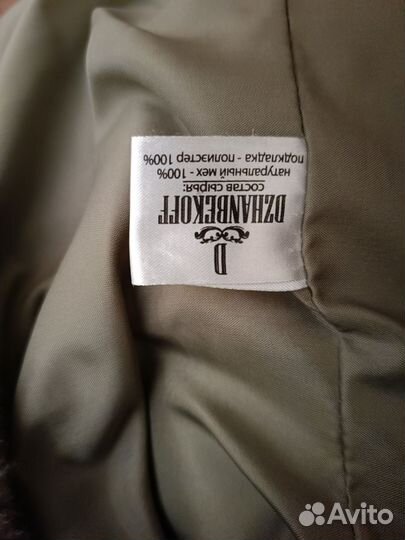 D
DZHANBEKOFF
состав сырья:
натуральный мех - 100%
подкладка - полиэстер 100%
Avito